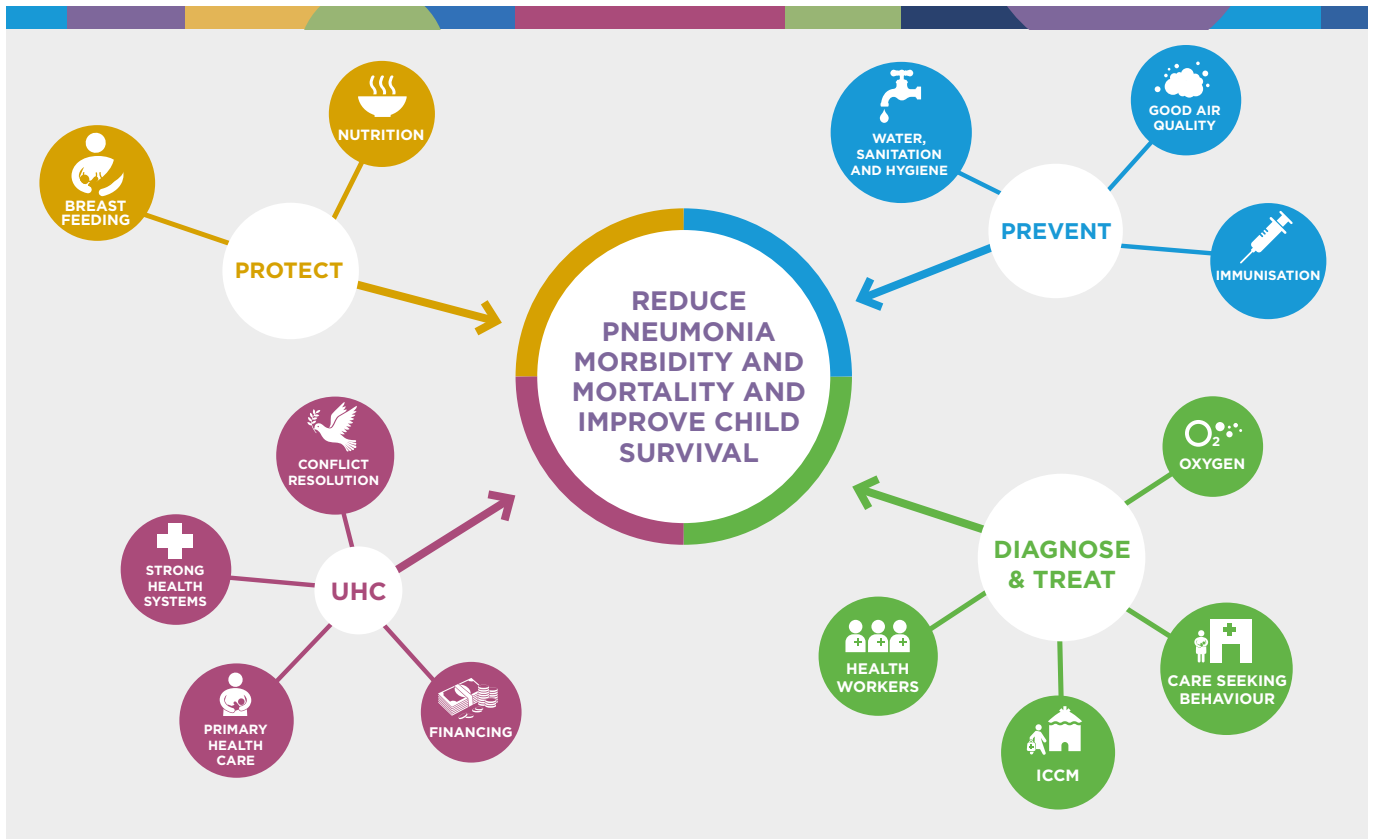 NUTRITION
BREAST
FEEDING
PROTECT
WATER,
SANITATION
AND HYGIENE
GOOD AIR
QUALITY
PREVENT
IMMUNISATION
REDUCE
PNEUMONIA
MORBIDITY AND
MORTALITY AND
IMPROVE CHILD
SURVIVAL
CONFLICT
RESOLUTION
STRONG
HEALTH
SYSTEMS
UHC
PRIMARY
HEALTH
CARE
FINANCING
O2
OXYGEN
DIAGNOSE
& TREAT
HEALTH
WORKERS
CARE SEEKING
BEHAVIOUR
ICCM